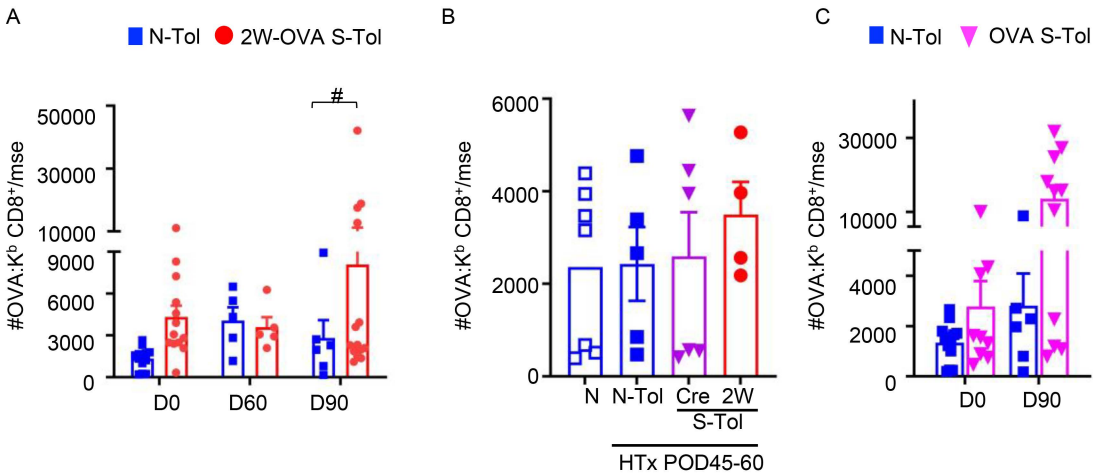 A
N-Tol 2W-OVA S-Tol
#OVA:Kᵇ CD8⁺/mse
50000
30000
10000
9000
6000
3000
0
#
D0 D60 D90
B
#OVA:Kᵇ CD8⁺/mse
6000
4000
2000
0
N N-Tol Cre 2W
S-Tol
HTx POD45-60
C
N-Tol OVA S-Tol
#OVA:Kᵇ CD8⁺/mse
30000
10000
4000
2000
0
D0 D90